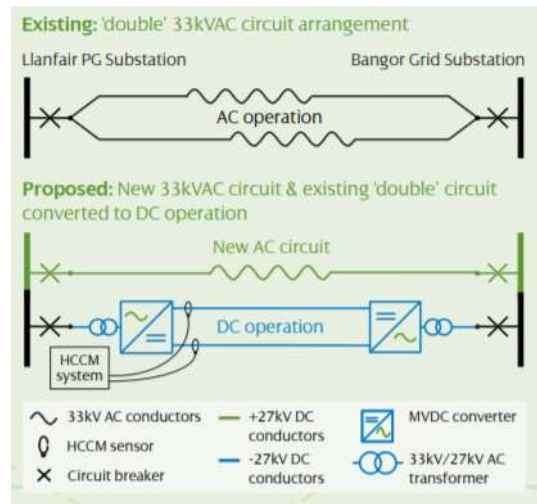 Existing: 'double' 33kVAC circuit arrangement
Llanfair PG Substation
Bangor Grid Substation
AC operation
Proposed: New 33kVAC circuit & existing 'double' circuit
converted to DC operation
New AC circuit
DC operation
HCCM
system
33kV AC conductors
HCCM sensor
Circuit breaker
+27kV DC
conductors
-27kV DC
conductors
MVDC converter
33kV/27kV AC
transformer